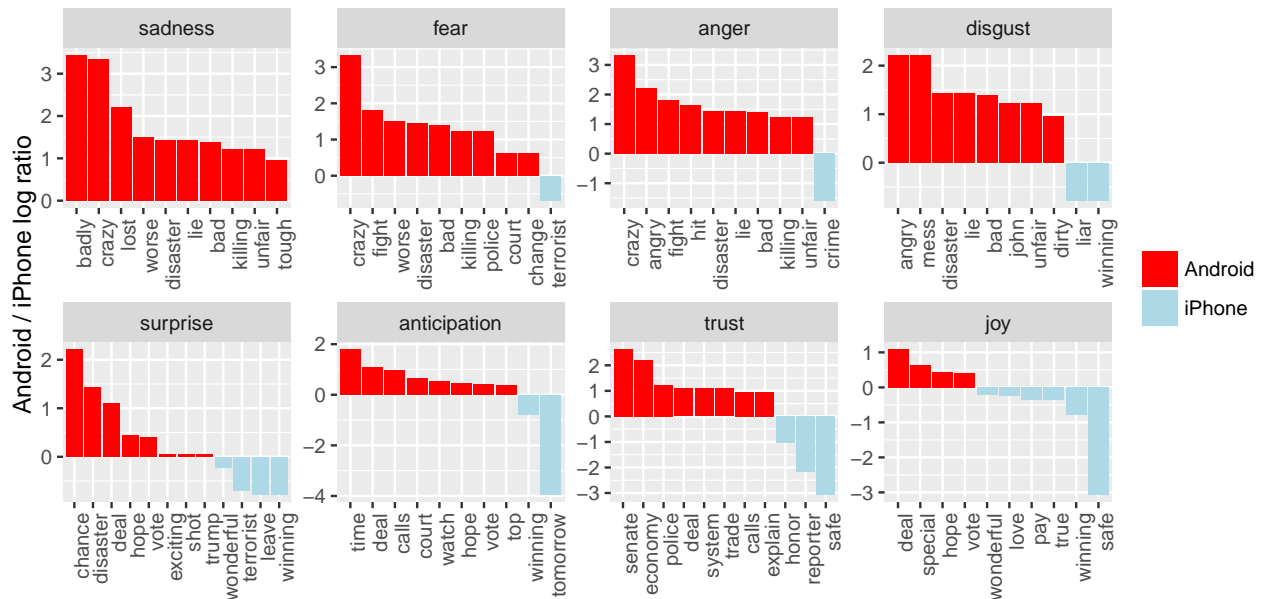 sadness
fear
anger
disgust
3
2
1
0
3
2
1
0
3
2
1
0
−1
2
1
0
badly
crazy
lost
worse
disaster
lie
bad
killing
unfair
tough
crazy
fight
worse
disaster
bad
killing
police
court
change
terrorist
crazy
angry
fight
hit
disaster
lie
bad
killing
unfair
crime
angry
mess
disaster
lie
bad
john
unfair
dirty
liar
winning
Android / iPhone log ratio
Android
iPhone
surprise
anticipation
trust
joy
2
1
0
2
0
−2
−4
2
1
0
−1
−2
−3
1
0
−1
−2
−3
chance
disaster
deal
hope
vote
exciting
shot
trump
wonderful
terrorist
leave
winning
time
deal
calls
court
watch
hope
vote
top
winning
tomorrow
senate
economy
police
deal
system
trade
calls
explain
honor
reporter
safe
deal
special
hope
vote
wonderful
love
pay
true
winning
safe